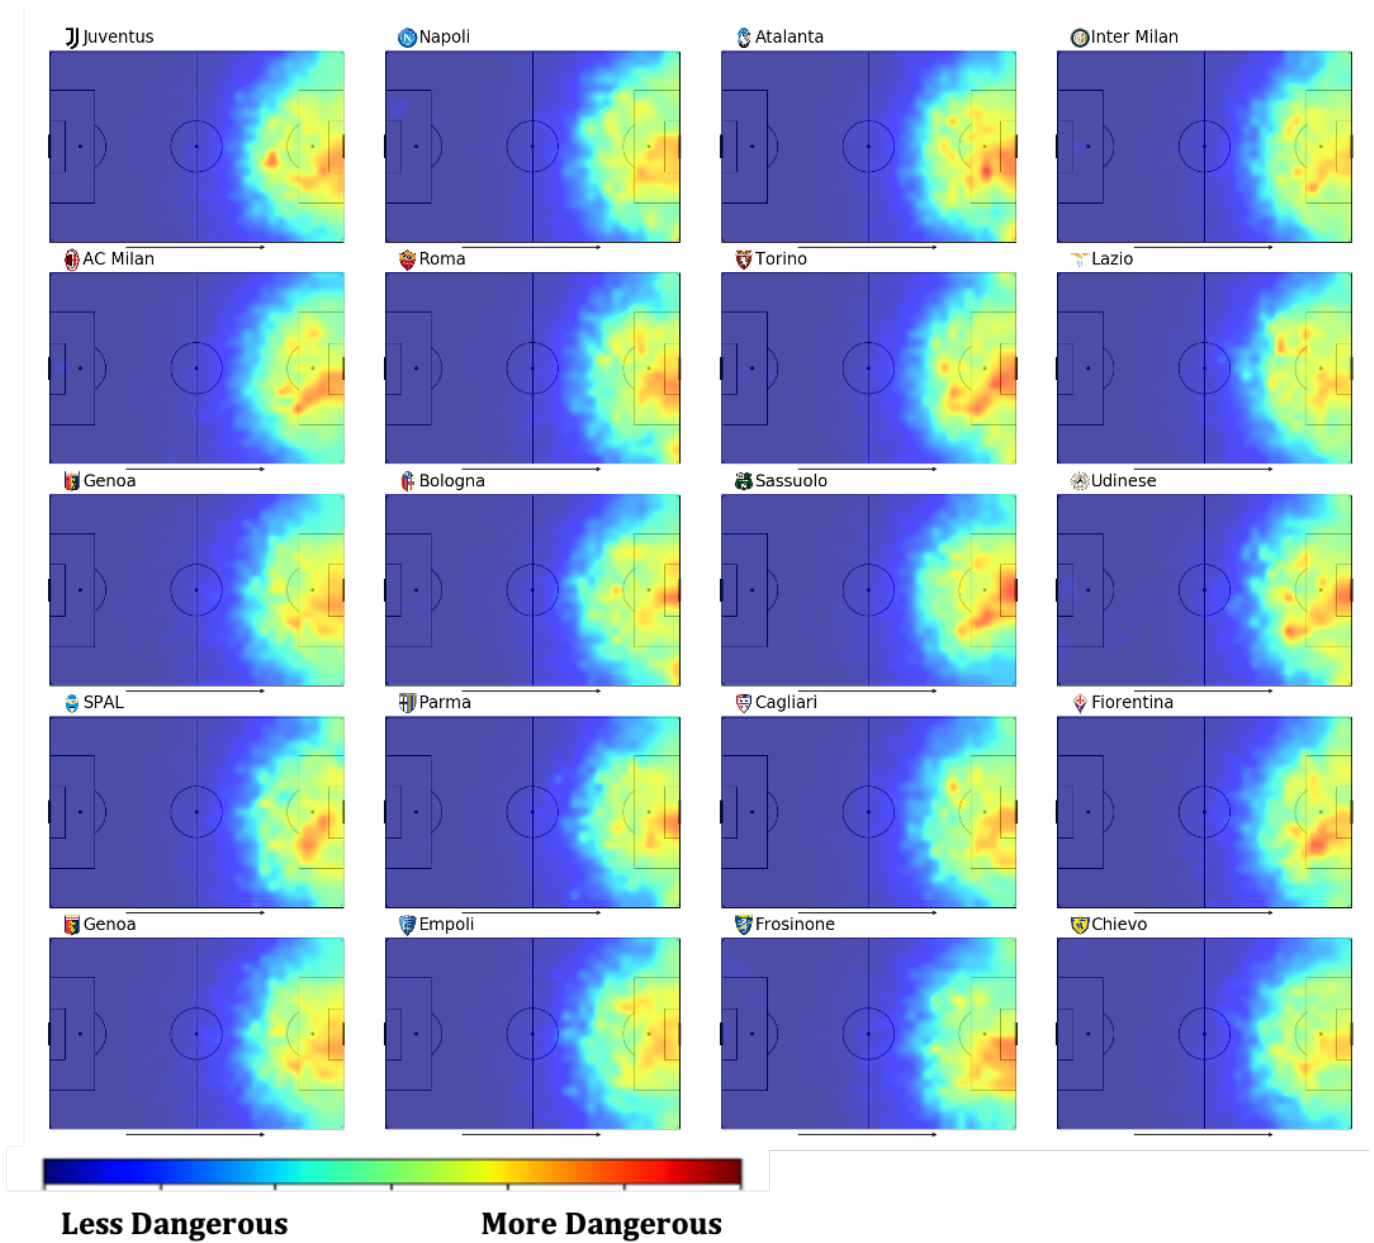 Juventus
Napoli
Atalanta
Inter Milan
AC Milan
Roma
Torino
Lazio
Genoa
Bologna
Sassuolo
Udinese
SPAL
Parma
Cagliari
Fiorentina
Genoa
Empoli
Frosinone
Chievo
Less Dangerous
More Dangerous